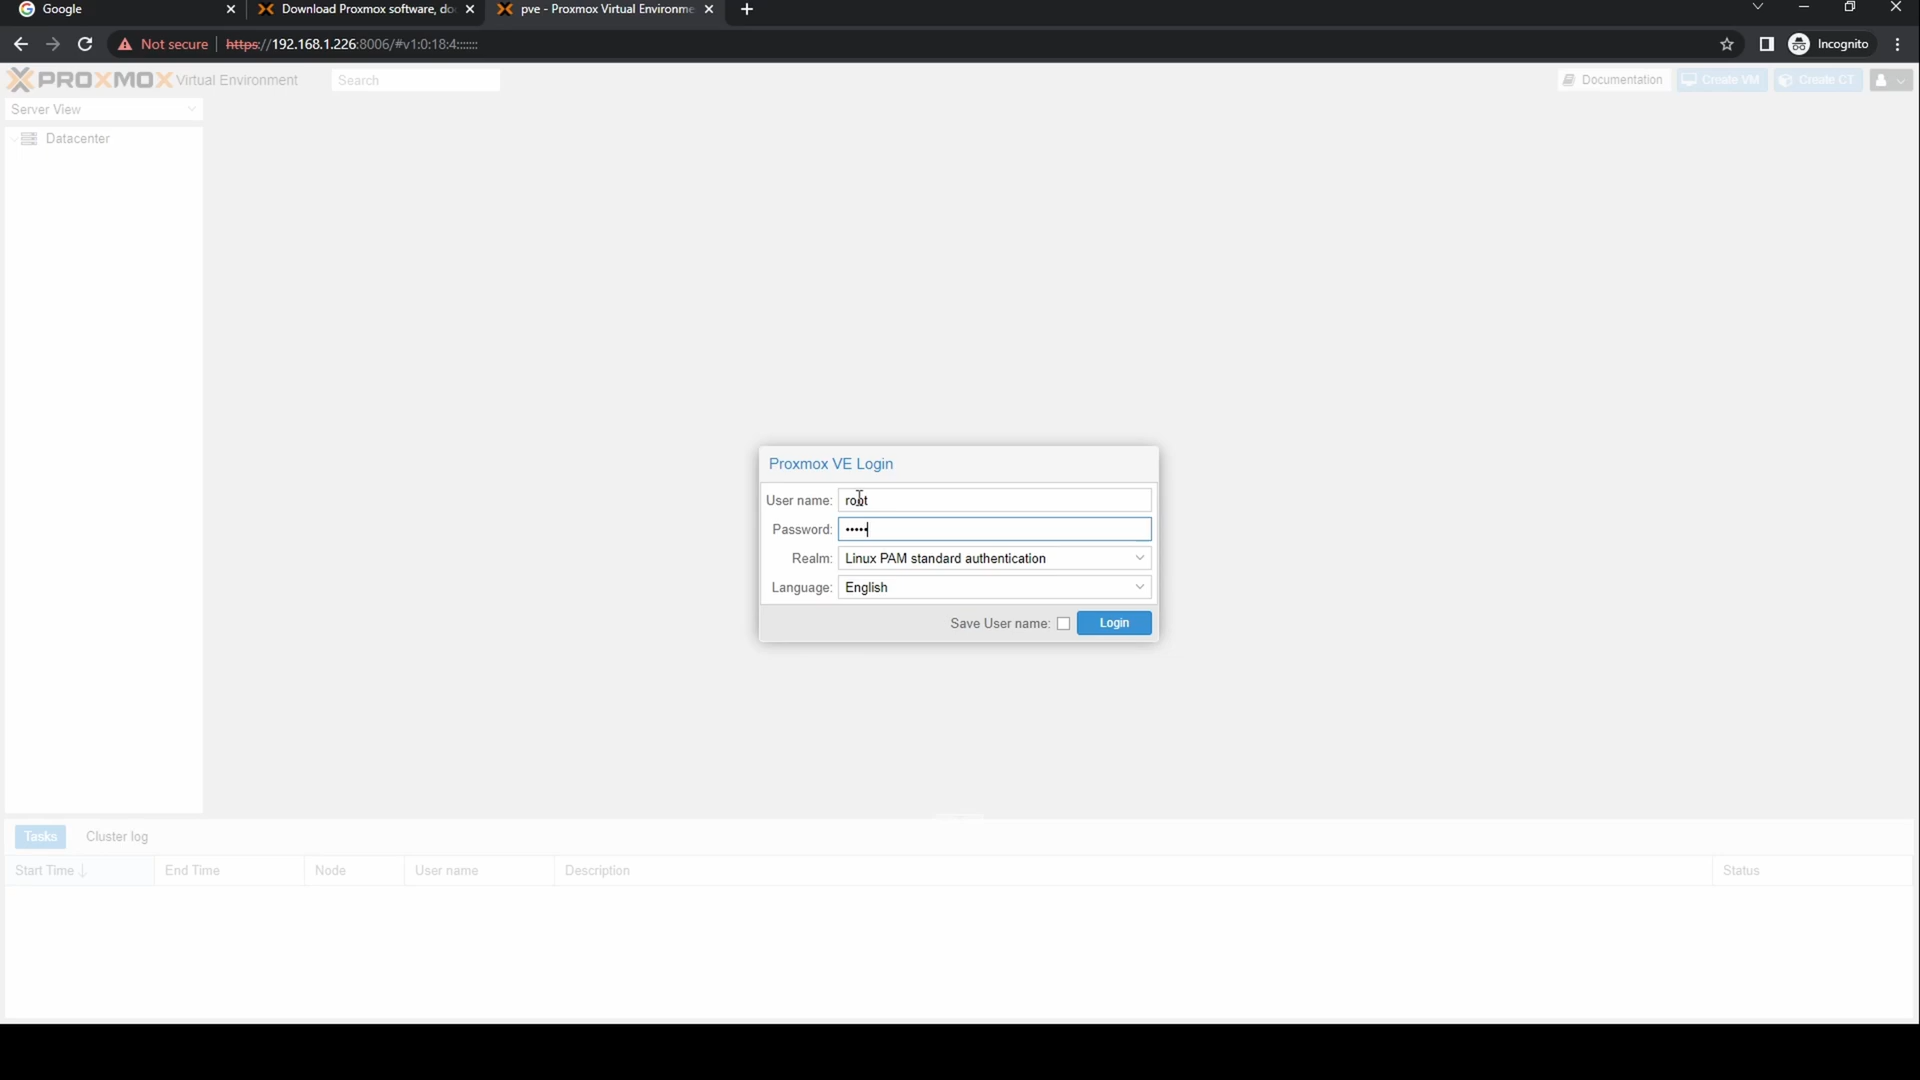 Google
Download Proxmox software, do
pve - Proxmox Virtual Environme
Not secure
https://192.168.1.226:8006/#v1:0:18:4:::::::
Incognito
PROXMOX Virtual Environment
Search
Documentation
Create VM
Create CT
Server View
Datacenter
Proxmox VE Login
User name: root
Password: •••••
Realm: Linux PAM standard authentication
Language: English
Save User name:
Login
Tasks
Cluster log
Start Time
End Time
Node
User name
Description
Status